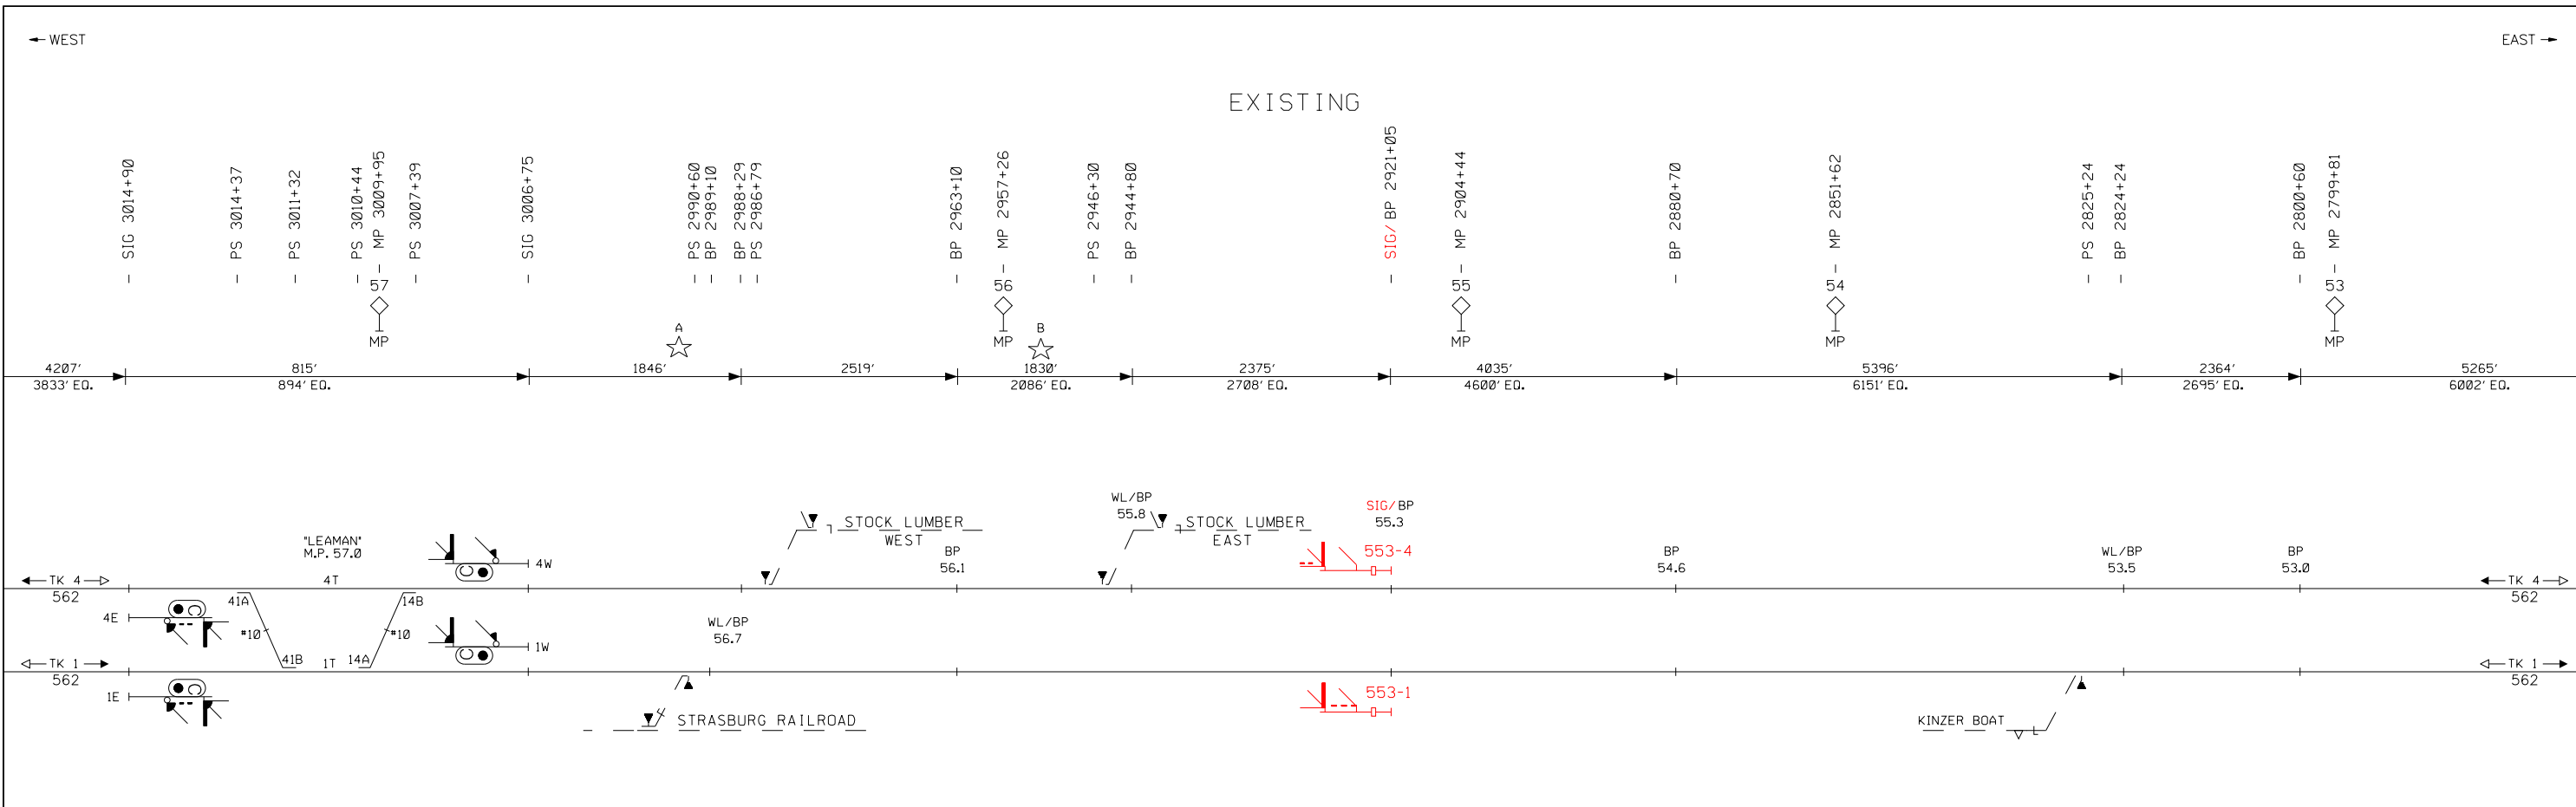 WEST
EAST
EXISTING
SIG 3014+90
PS 3014+37
PS 3011+32
PS 3010+44
MP 3009+95
PS 3007+39
SIG 3006+75
PS 2990+60
BP 2989+10
BP 2988+29
PS 2986+79
BP 2963+10
MP 2957+26
PS 2946+30
BP 2944+80
SIG/BP 2921+05
MP 2904+44
BP 2880+70
MP 2851+62
PS 2825+24
BP 2824+24
BP 2800+60
MP 2799+81
57
56
55
54
53
MP
MP
MP
MP
MP
A
B
4207'
815'
1846'
2519'
1830'
2375'
4035'
5396'
2364'
5265'
3833' EQ.
894' EQ.
2086' EQ.
2708' EQ.
4600' EQ.
6151' EQ.
2695' EQ.
6002' EQ.
WL/BP
55.8
SIG/BP
55.3
STOCK LUMBER
WEST
STOCK LUMBER
EAST
"LEAMAN"
M.P. 57.0
BP
56.1
553-4
BP
54.6
WL/BP
53.5
BP
53.0
4W
TK 4
562
4T
TK 4
562
41A
14B
4E
#10
#10
WL/BP
56.7
1W
41B
1T
14A
TK 1
562
TK 1
562
1E
553-1
STRASBURG RAILROAD
KINZER BOAT